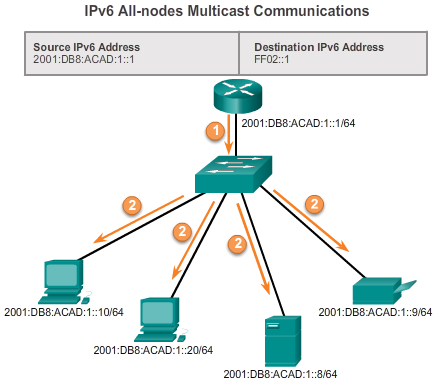 IPv6 All-nodes Multicast Communications
Source IPv6 Address
2001:DB8:ACAD:1::1
Destination IPv6 Address
FF02::1
2001:DB8:ACAD:1::1/64
1
2
2
2
2
2001:DB8:ACAD:1::10/64
2001:DB8:ACAD:1::20/64
2001:DB8:ACAD:1::8/64
2001:DB8:ACAD:1::9/64